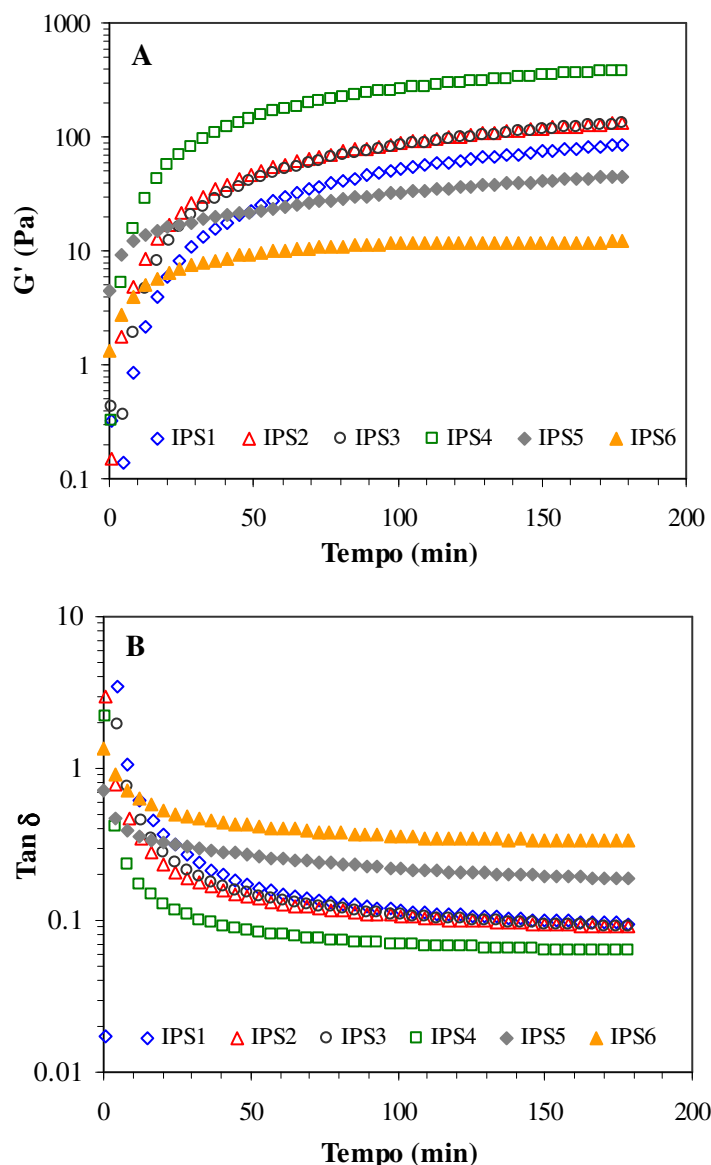 A
1000
100
10
1
0.1
G' (Pa)
IPS1 IPS2 IPS3 IPS4 IPS5 IPS6
0 50 100 150 200
Tempo (min)
B
10
1
0.1
0.01
Tan δ
IPS1 IPS2 IPS3 IPS4 IPS5 IPS6
0 50 100 150 200
Tempo (min)